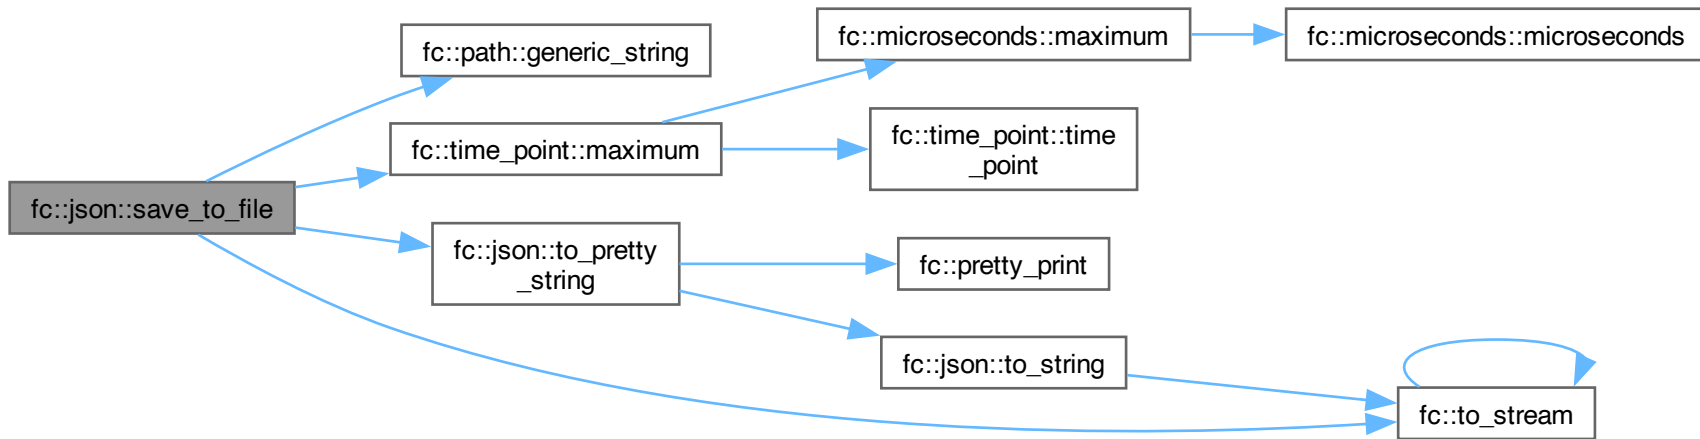 fc::json::save_to_file
fc::path::generic_string
fc::time_point::maximum
fc::microseconds::maximum
fc::microseconds::microseconds
fc::time_point::time
_point
fc::json::to_pretty
_string
fc::pretty_print
fc::json::to_string
fc::to_stream